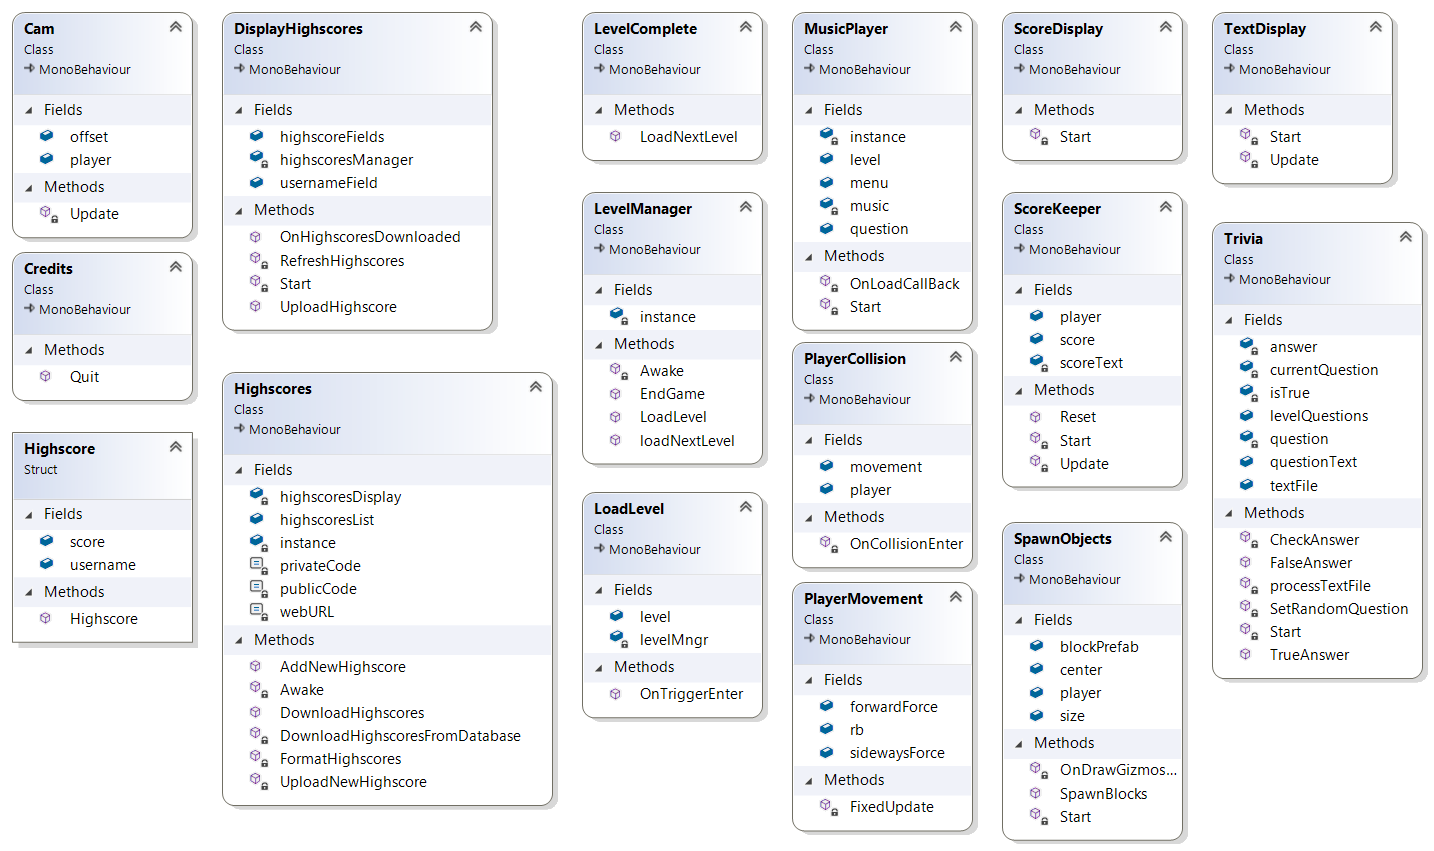 Cam
Class
MonoBehaviour
Fields
offset
player
Methods
Update
Credits
Class
MonoBehaviour
Methods
Quit
Highscore
Struct
Fields
score
username
Methods
Highscore
DisplayHighscores
Class
MonoBehaviour
Fields
highscoreFields
highscoresManager
usernameField
Methods
OnHighscoresDownloaded
RefreshHighscores
Start
UploadHighscore
Highscores
Class
MonoBehaviour
Fields
highscoresDisplay
highscoresList
instance
privateCode
publicCode
webURL
Methods
AddNewHighscore
Awake
DownloadHighscores
DownloadHighscoresFromDatabase
FormatHighscores
UploadNewHighscore
LevelComplete
Class
MonoBehaviour
Methods
LoadNextLevel
LevelManager
Class
MonoBehaviour
Fields
instance
Methods
Awake
EndGame
LoadLevel
loadNextLevel
LoadLevel
Class
MonoBehaviour
Fields
level
levelMngr
Methods
OnTriggerEnter
MusicPlayer
Class
MonoBehaviour
Fields
instance
level
menu
music
question
Methods
OnLoadCallBack
Start
PlayerCollision
Class
MonoBehaviour
Fields
movement
player
Methods
OnCollisionEnter
PlayerMovement
Class
MonoBehaviour
Fields
forwardForce
rb
sidewaysForce
Methods
FixedUpdate
ScoreDisplay
Class
MonoBehaviour
Methods
Start
ScoreKeeper
Class
MonoBehaviour
Fields
player
score
scoreText
Methods
Reset
Start
Update
SpawnObjects
Class
MonoBehaviour
Fields
blockPrefab
center
player
size
Methods
OnDrawGizmos...
SpawnBlocks
Start
TextDisplay
Class
MonoBehaviour
Methods
Start
Update
Trivia
Class
MonoBehaviour
Fields
answer
currentQuestion
isTrue
levelQuestions
question
questionText
textFile
Methods
CheckAnswer
FalseAnswer
processTextFile
SetRandomQuestion
Start
TrueAnswer